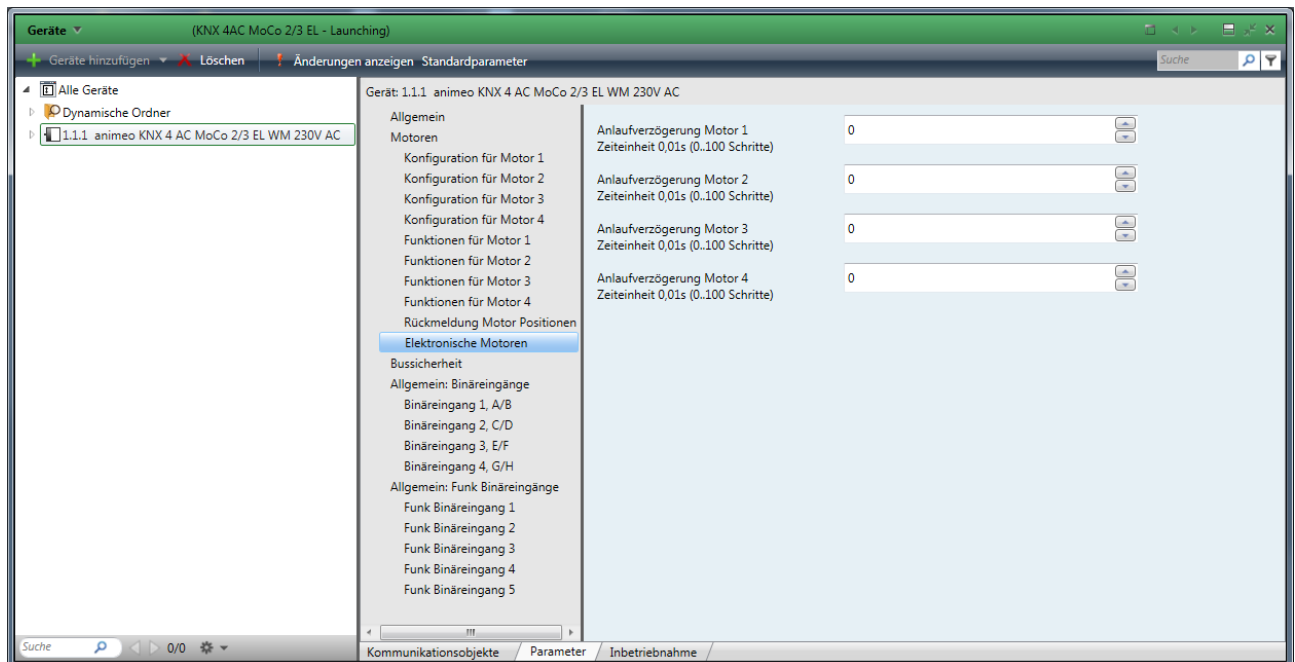 Geräte
(KNX 4AC MoCo 2/3 EL - Launching)
Geräte hinzufügen
Löschen
Änderungen anzeigen
Standardparameter
Suche
Alle Geräte
Dynamische Ordner
1.1.1 animeo KNX 4 AC MoCo 2/3 EL WM 230V AC
Suche
0/0
Gerät: 1.1.1 animeo KNX 4 AC MoCo 2/3 EL WM 230V AC
Allgemein
Motoren
Konfiguration für Motor 1
Konfiguration für Motor 2
Konfiguration für Motor 3
Konfiguration für Motor 4
Funktionen für Motor 1
Funktionen für Motor 2
Funktionen für Motor 3
Funktionen für Motor 4
Rückmeldung Motor Positionen
Elektronische Motoren
Bussicherheit
Allgemein: Binäreingänge
Binäreingang 1, A/B
Binäreingang 2, C/D
Binäreingang 3, E/F
Binäreingang 4, G/H
Allgemein: Funk Binäreingänge
Funk Binäreingang 1
Funk Binäreingang 2
Funk Binäreingang 3
Funk Binäreingang 4
Funk Binäreingang 5
Anlaufverzögerung Motor 1
Zeiteinheit 0,01s (0..100 Schritte)
0
Anlaufverzögerung Motor 2
Zeiteinheit 0,01s (0..100 Schritte)
0
Anlaufverzögerung Motor 3
Zeiteinheit 0,01s (0..100 Schritte)
0
Anlaufverzögerung Motor 4
Zeiteinheit 0,01s (0..100 Schritte)
0
Kommunikationsobjekte
Parameter
Inbetriebnahme